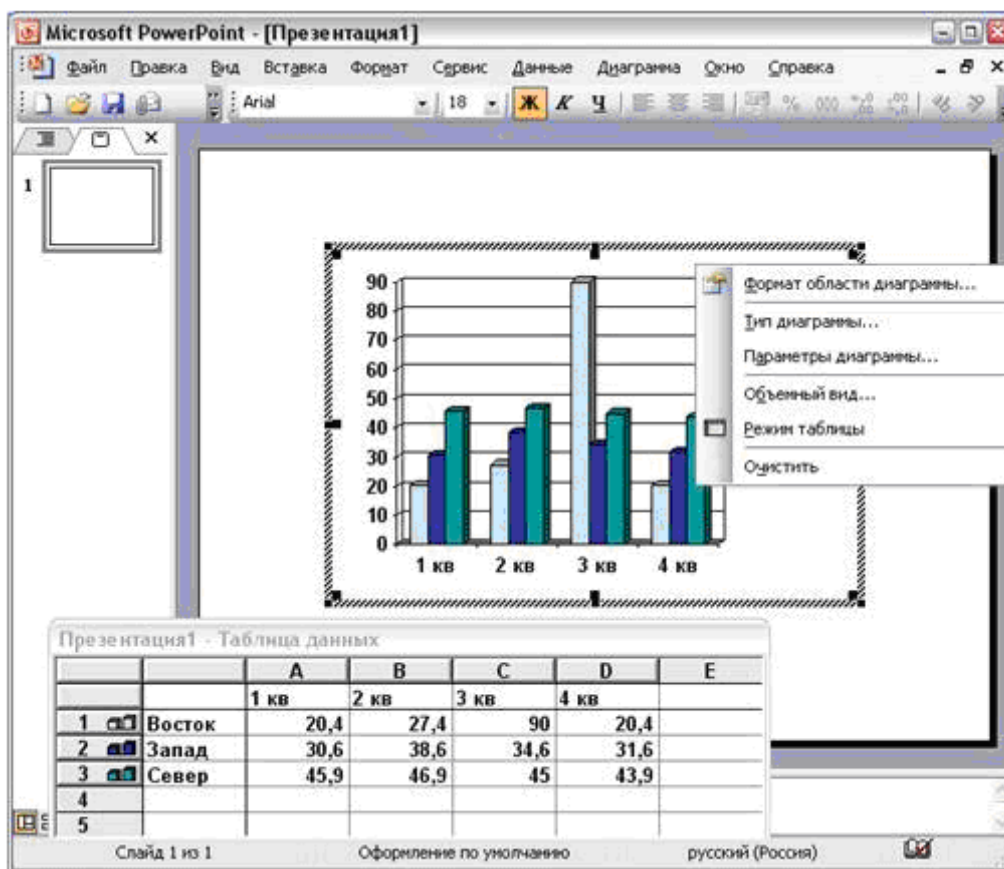 Microsoft PowerPoint - [Презентация1]
Файл Правка Вид Вставка Формат Сервис Данные Диаграмма Окно Справка
Arial 18 Ж К Ч % 000
1
Формат области диаграммы...
Тип диаграммы...
Параметры диаграммы...
Объемный вид...
Режим таблицы
Очистить
90
80
70
60
50
40
30
20
10
0
1 кв 2 кв 3 кв 4 кв
Презентация1 - Таблица данных
A B C D E
1 кв 2 кв 3 кв 4 кв
1 Восток 20,4 27,4 90 20,4
2 Запад 30,6 38,6 34,6 31,6
3 Север 45,9 46,9 45 43,9
4
5
Слайд 1 из 1 Оформление по умолчанию русский (Россия)